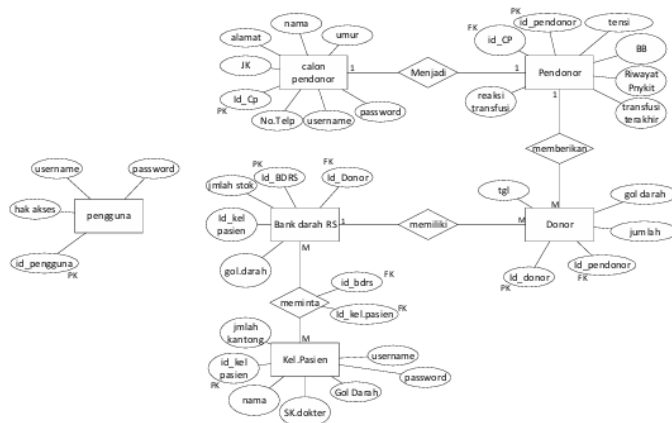 PK
nama
FK
id_pendonor
tensi
alamat
umur
id_CP
JK
calon
pendonor
1
Menjadi
1
Pendonor
BB
Riwayat
Pnykit
Id_Cp
PK
No.Telp
username
password
reaksi
transfusi
1
transfusi
terakhir
memberikan
username
password
pengguna
hak akses
id_pengguna
PK
PK
FK
Id_BDRS
Id_Donor
jmlah stok
Id_kel
pasien
Bank darah RS
1
memiliki
M
M
tgl
gol darah
Donor
jumlah
gol.darah
M
Id_donor
PK
Id_pendonor
FK
meminta
id_bdrs
FK
Id_kel.pasien
FK
M
jmlah
kantong
id_kel
pasien
PK
Kel.Pasien
username
password
nama
SK.dokter
Gol Darah